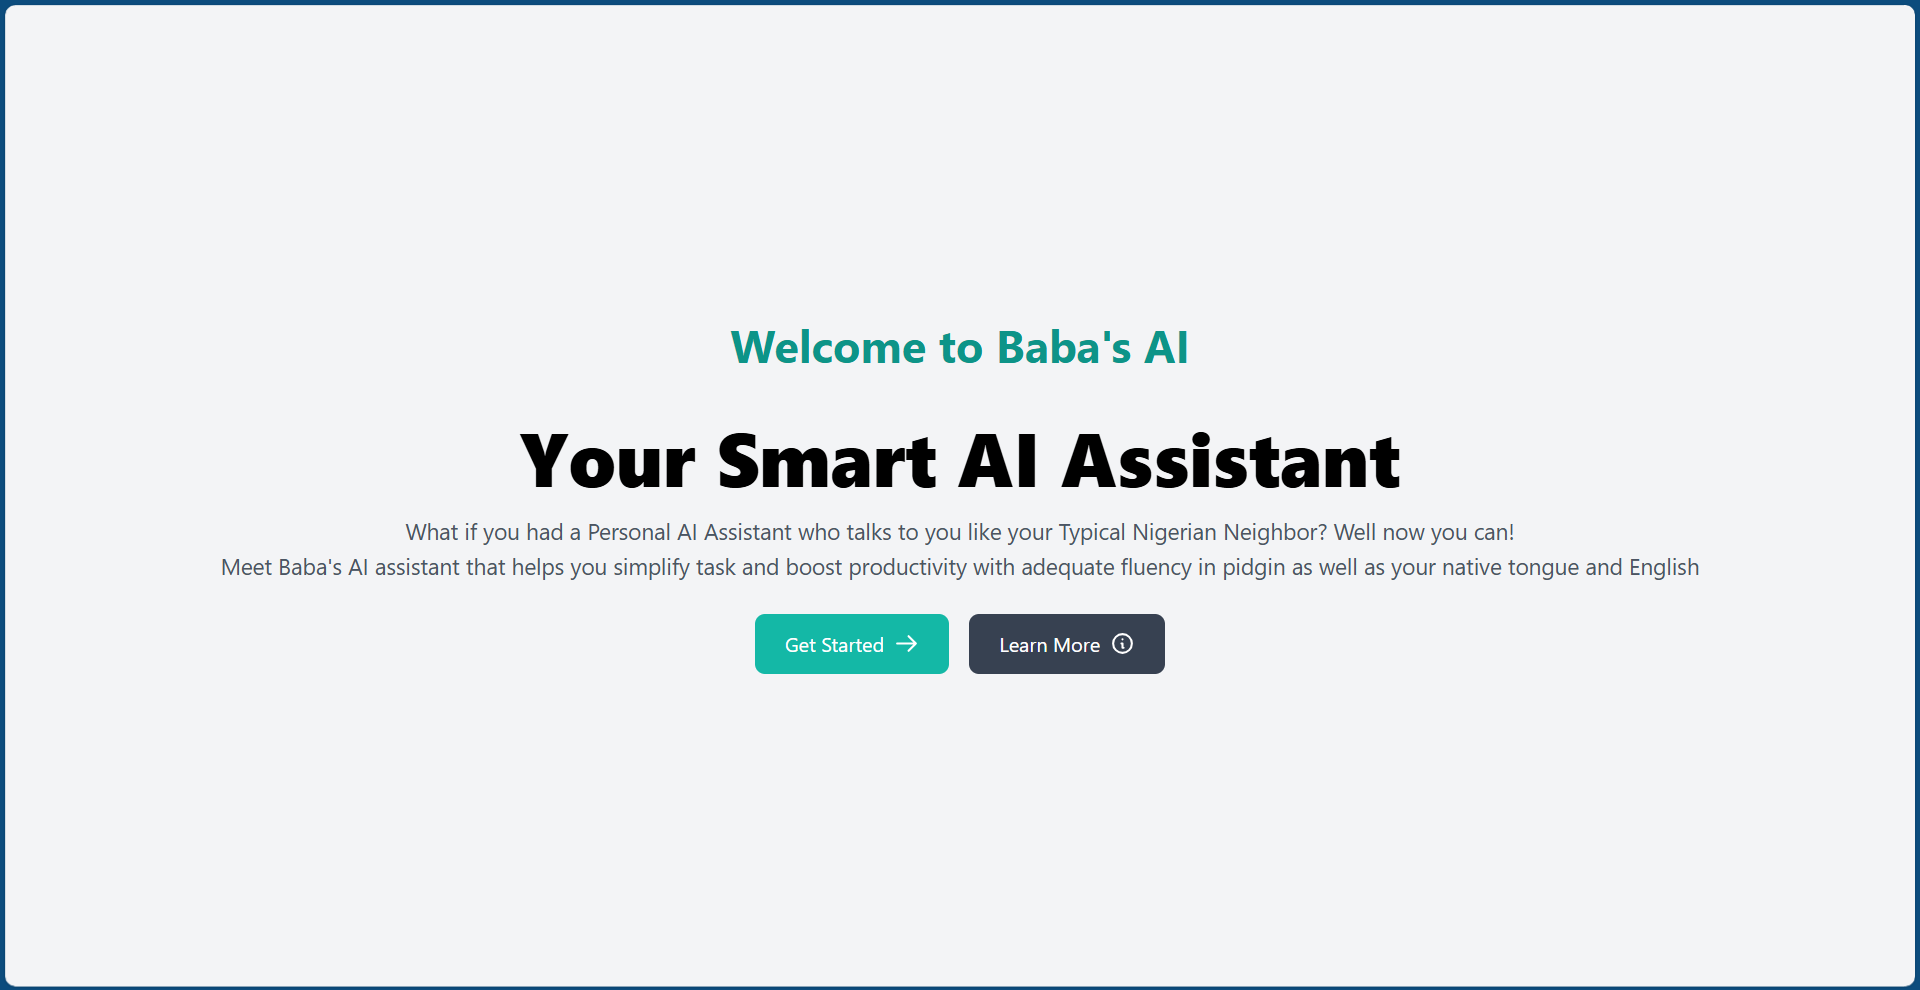 Welcome to Baba's AI
Your Smart AI Assistant
What if you had a Personal AI Assistant who talks to you like your Typical Nigerian Neighbor? Well now you can!
Meet Baba's AI assistant that helps you simplify task and boost productivity with adequate fluency in pidgin as well as your native tongue and English
Get Started
Learn More